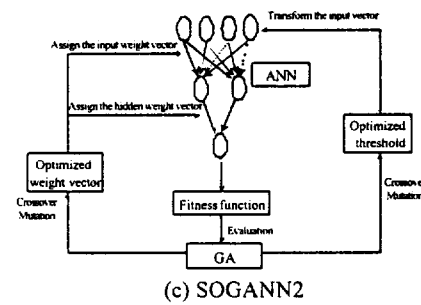 Transform the input vector
Assign the input weight vector
ANN
Assign the hidden weight vector
Optimized
threshold
Optimized
weight vector
Crossover
Mutation
Crossover
Mutation
Fitness function
Evaluation
GA
(c) SOGANN2